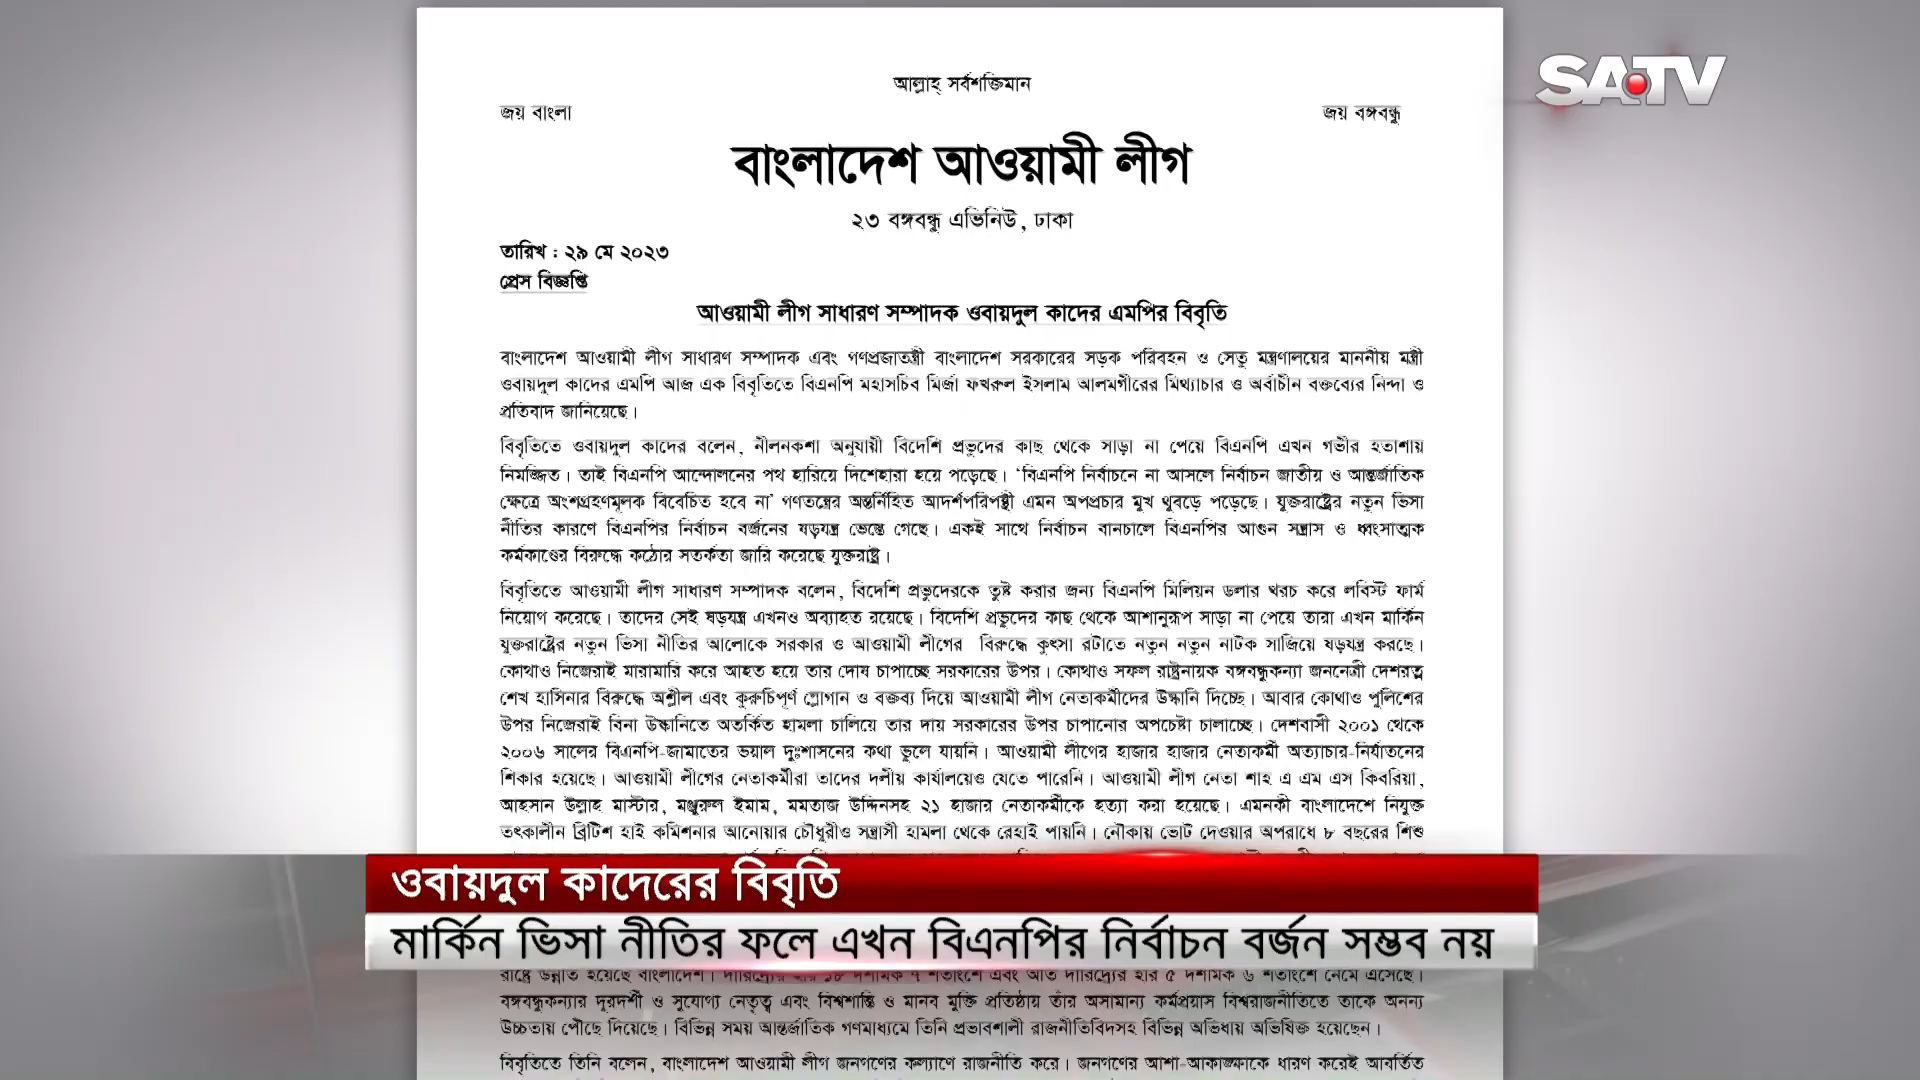 আল্লাহ্ সর্বশক্তিমান
জয় বাংলা
জয় বঙ্গবন্ধু
SATV
বাংলাদেশ আওয়ামী লীগ
২৩ বঙ্গবন্ধু এভিনিউ, ঢাকা
তারিখ : ২৯ মে ২০২৩
প্রেস বিজ্ঞপ্তি
আওয়ামী লীগ সাধারণ সম্পাদক ওবায়দুল কাদের এমপির বিবৃতি
বাংলাদেশ আওয়ামী লীগ সাধারণ সম্পাদক এবং গণপ্রজাতন্ত্রী বাংলাদেশ সরকারের সড়ক পরিবহন ও সেতু মন্ত্রণালয়ের মাননীয় মন্ত্রী
ওবায়দুল কাদের এমপি আজ এক বিবৃতিতে বিএনপি মহাসচিব মির্জা ফখরুল ইসলাম আলমগীরের মিথ্যাচার ও অর্বাচীন বক্তব্যের নিন্দা ও
প্রতিবাদ জানিয়েছে।
বিবৃতিতে ওবায়দুল কাদের বলেন, নীলনকশা অনুযায়ী বিদেশি প্রভুদের কাছ থেকে সাড়া না পেয়ে বিএনপি এখন গভীর হতাশায়
নিমজ্জিত। তাই বিএনপি আন্দোলনের পথ হারিয়ে দিশেহারা হয়ে পড়েছে। ‘বিএনপি নির্বাচনে না আসলে নির্বাচন জাতীয় ও আন্তর্জাতিক
ক্ষেত্রে অংশগ্রহণমূলক বিবেচিত হবে না’ গণতন্ত্রের অন্তর্নিহিত আদর্শপরিপন্থী এমন অপপ্রচার মুখ থুবড়ে পড়েছে। যুক্তরাষ্ট্রের নতুন ভিসা
নীতির কারণে বিএনপির নির্বাচন বর্জনের ষড়যন্ত্র ভেস্তে গেছে। একই সাথে নির্বাচন বানচালে বিএনপির আগুন সন্ত্রাস ও ধ্বংসাত্মক
কর্মকাণ্ডের বিরুদ্ধে কঠোর সতর্কতা জারি করেছে যুক্তরাষ্ট্র।
বিবৃতিতে আওয়ামী লীগ সাধারণ সম্পাদক বলেন, বিদেশি প্রভুদেরকে তুষ্ট করার জন্য বিএনপি মিলিয়ন ডলার খরচ করে লবিস্ট ফার্ম
নিয়োগ করেছে। তাদের সেই ষড়যন্ত্র এখনও অব্যাহত রয়েছে। বিদেশি প্রভুদের কাছ থেকে আশানুরূপ সাড়া না পেয়ে তারা এখন মার্কিন
যুক্তরাষ্ট্রের নতুন ভিসা নীতির আলোকে সরকার ও আওয়ামী লীগের বিরুদ্ধে কুৎসা রটাতে নতুন নতুন নাটক সাজিয়ে ষড়যন্ত্র করছে।
কোথাও নিজেরাই মারামারি করে আহত হয়ে তার দোষ চাপাচ্ছে সরকারের উপর। কোথাও সফল রাষ্ট্রনায়ক বঙ্গবন্ধুকন্যা জননেত্রী দেশরত্ন
শেখ হাসিনার বিরুদ্ধে অশ্লীল এবং কুরুচিপূর্ণ স্লোগান ও বক্তব্য দিয়ে আওয়ামী লীগ নেতাকর্মীদের উস্কানি দিচ্ছে। আবার কোথাও পুলিশের
উপর নিজেরাই বিনা উস্কানিতে অতর্কিত হামলা চালিয়ে তার দায় সরকারের উপর চাপানোর অপচেষ্টা চালাচ্ছে। দেশবাসী ২০০১ থেকে
২০০৬ সালের বিএনপি-জামাতের ভয়াল দুঃশাসনের কথা ভুলে যায়নি। আওয়ামী লীগের হাজার হাজার নেতাকর্মী অত্যাচার-নির্যাতনের
শিকার হয়েছে। আওয়ামী লীগের নেতাকর্মীরা তাদের দলীয় কার্যালয়েও যেতে পারেনি। আওয়ামী লীগ নেতা শাহ এ এম এস কিবরিয়া,
আহসান উল্লাহ মাস্টার, মঞ্জুরুল ইমাম, মমতাজ উদ্দিনসহ ২১ হাজার নেতাকর্মীকে হত্যা করা হয়েছে। এমনকী বাংলাদেশে নিযুক্ত
তৎকালীন ব্রিটিশ হাই কমিশনার আনোয়ার চৌধুরীও সন্ত্রাসী হামলা থেকে রেহাই পায়নি। নৌকায় ভোট দেওয়ার অপরাধে ৮ বছরের শিশু
ওবায়দুল কাদেরের বিবৃতি
মার্কিন ভিসা নীতির ফলে এখন বিএনপির নির্বাচন বর্জন সম্ভব নয়
রাষ্ট্রে উন্নীত হয়েছে বাংলাদেশ। দারিদ্র্যের হার ১৮ দশমিক ৭ শতাংশে এবং অতি দারিদ্র্যের হার ৫ দশমিক ৬ শতাংশে নেমে এসেছে।
বঙ্গবন্ধুকন্যার দূরদর্শী ও সুযোগ্য নেতৃত্ব এবং বিশ্বশান্তি ও মানব মুক্তি প্রতিষ্ঠায় তাঁর অসামান্য কর্মপ্রয়াস বিশ্বরাজনীতিতে তাকে অনন্য
উচ্চতায় পৌঁছে দিয়েছে। বিভিন্ন সময় আন্তর্জাতিক গণমাধ্যমে তিনি প্রভাবশালী রাজনীতিবিদসহ বিভিন্ন অভিধায় অভিষিক্ত হয়েছেন।
বিবৃতিতে তিনি বলেন, বাংলাদেশ আওয়ামী লীগ জনগণের কল্যাণে রাজনীতি করে। জনগণের আশা-আকাঙ্ক্ষাকে ধারণ করেই আবর্তিত